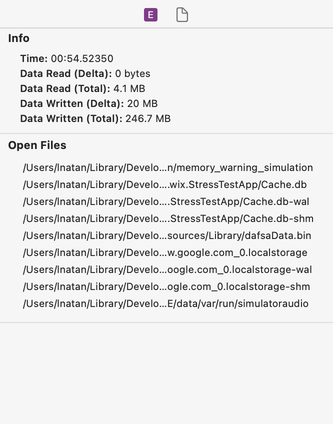 E
Info
Time: 00:54.52350
Data Read (Delta): 0 bytes
Data Read (Total): 4.1 MB
Data Written (Delta): 20 MB
Data Written (Total): 246.7 MB
Open Files
/Users/lnatan/Library/Develo...n/memory_warning_simulation
/Users/lnatan/Library/Develo....wix.StressTestApp/Cache.db
/Users/lnatan/Library/Develo....StressTestApp/Cache.db-wal
/Users/lnatan/Library/Develo....StressTestApp/Cache.db-shm
/Users/lnatan/Library/Develo...sources/Library/dafsaData.bin
/Users/lnatan/Library/Develo...w.google.com_0.localstorage
/Users/lnatan/Library/Develo...oogle.com_0.localstorage-wal
/Users/lnatan/Library/Develo...ogle.com_0.localstorage-shm
/Users/lnatan/Library/Develo...E/data/var/run/simulatoraudio